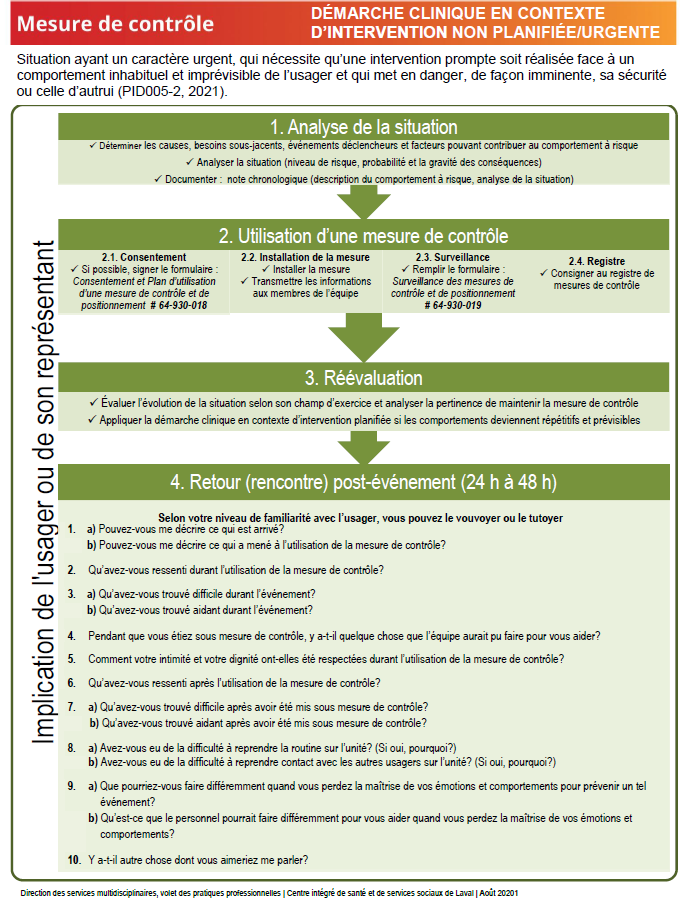 Mesure de contrôle
DÉMARCHE CLINIQUE EN CONTEXTE
D'INTERVENTION NON PLANIFIÉE/URGENTE
Situation ayant un caractère urgent, qui nécessite qu'une intervention prompte soit réalisée face à un
comportement inhabituel et imprévisible de l'usager et qui met en danger, de façon imminente, sa sécurité
ou celle d'autrui (PID005-2, 2021).
Implication de l'usager ou de son représentant
1. Analyse de la situation
✓ Déterminer les causes, besoins sous-jacents, événements déclencheurs et facteurs pouvant contribuer au comportement à risque
✓ Analyser la situation (niveau de risque, probabilité et la gravité des conséquences)
✓ Documenter : note chronologique (description du comportement à risque, analyse de la situation)
2. Utilisation d'une mesure de contrôle
2.1. Consentement
✓ Si possible, signer le formulaire :
Consentement et Plan d'utilisation
d'une mesure de contrôle et de
positionnement # 64-930-018
2.2. Installation de la mesure
✓ Installer la mesure
✓ Transmettre les informations
aux membres de l'équipe
2.3. Surveillance
✓ Remplir le formulaire :
Surveillance des mesures de
contrôle et de positionnement
# 64-930-019
2.4. Registre
✓ Consigner au registre de
mesures de contrôle
3. Réévaluation
✓ Évaluer l'évolution de la situation selon son champ d'exercice et analyser la pertinence de maintenir la mesure de contrôle
✓ Appliquer la démarche clinique en contexte d'intervention planifiée si les comportements deviennent répétitifs et prévisibles
4. Retour (rencontre) post-événement (24 h à 48 h)
Selon votre niveau de familiarité avec l'usager, vous pouvez le vouvoyer ou le tutoyer
1. a) Pouvez-vous me décrire ce qui est arrivé?
b) Pouvez-vous me décrire ce qui a mené à l'utilisation de la mesure de contrôle?
2. Qu'avez-vous ressenti durant l'utilisation de la mesure de contrôle?
3. a) Qu'avez-vous trouvé difficile durant l'événement?
b) Qu'avez-vous trouvé aidant durant l'événement?
4. Pendant que vous étiez sous mesure de contrôle, y a-t-il quelque chose que l'équipe aurait pu faire pour vous aider?
5. Comment votre intimité et votre dignité ont-elles été respectées durant l'utilisation de la mesure de contrôle?
6. Qu'avez-vous ressenti après l'utilisation de la mesure de contrôle?
7. a) Qu'avez-vous trouvé difficile après avoir été mis sous mesure de contrôle?
b) Qu'avez-vous trouvé aidant après avoir été mis sous mesure de contrôle?
8. a) Avez-vous eu de la difficulté à reprendre la routine sur l'unité? (Si oui, pourquoi?)
b) Avez-vous eu de la difficulté à reprendre contact avec les autres usagers sur l'unité? (Si oui, pourquoi?)
9. a) Que pourriez-vous faire différemment quand vous perdez la maîtrise de vos émotions et comportements pour prévenir un tel
événement?
b) Qu'est-ce que le personnel pourrait faire différemment pour vous aider quand vous perdez la maîtrise de vos émotions et
comportements?
10. Y a-t-il autre chose dont vous aimeriez me parler?
Direction des services multidisciplinaires, volet des pratiques professionnelles | Centre intégré de santé et de services sociaux de Laval | Août 20201